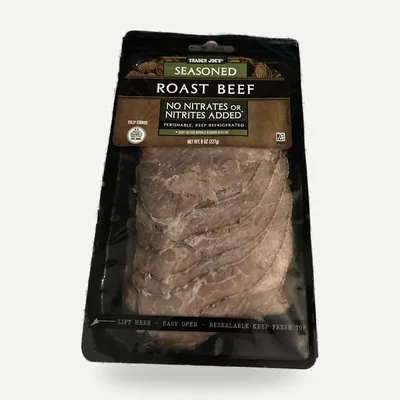 TRADER JOE'S
SEASONED
ROAST BEEF
NO NITRATES OR
NITRITES ADDED*
PERISHABLE, KEEP REFRIGERATED
FULLY COOKED
NET WT. 8 OZ (227g)
LIFT HERE - EASY OPEN - RESEALABLE KEEP FRESH TOP